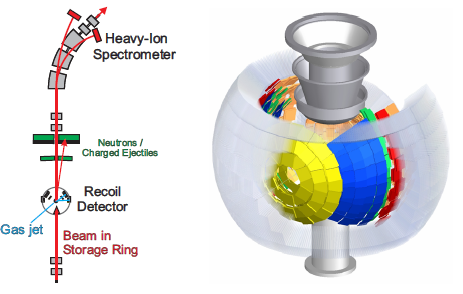 Heavy-Ion
Spectrometer
Neutrons /
Charged Ejectiles
Recoil
Detector
Gas jet
Beam in
Storage Ring